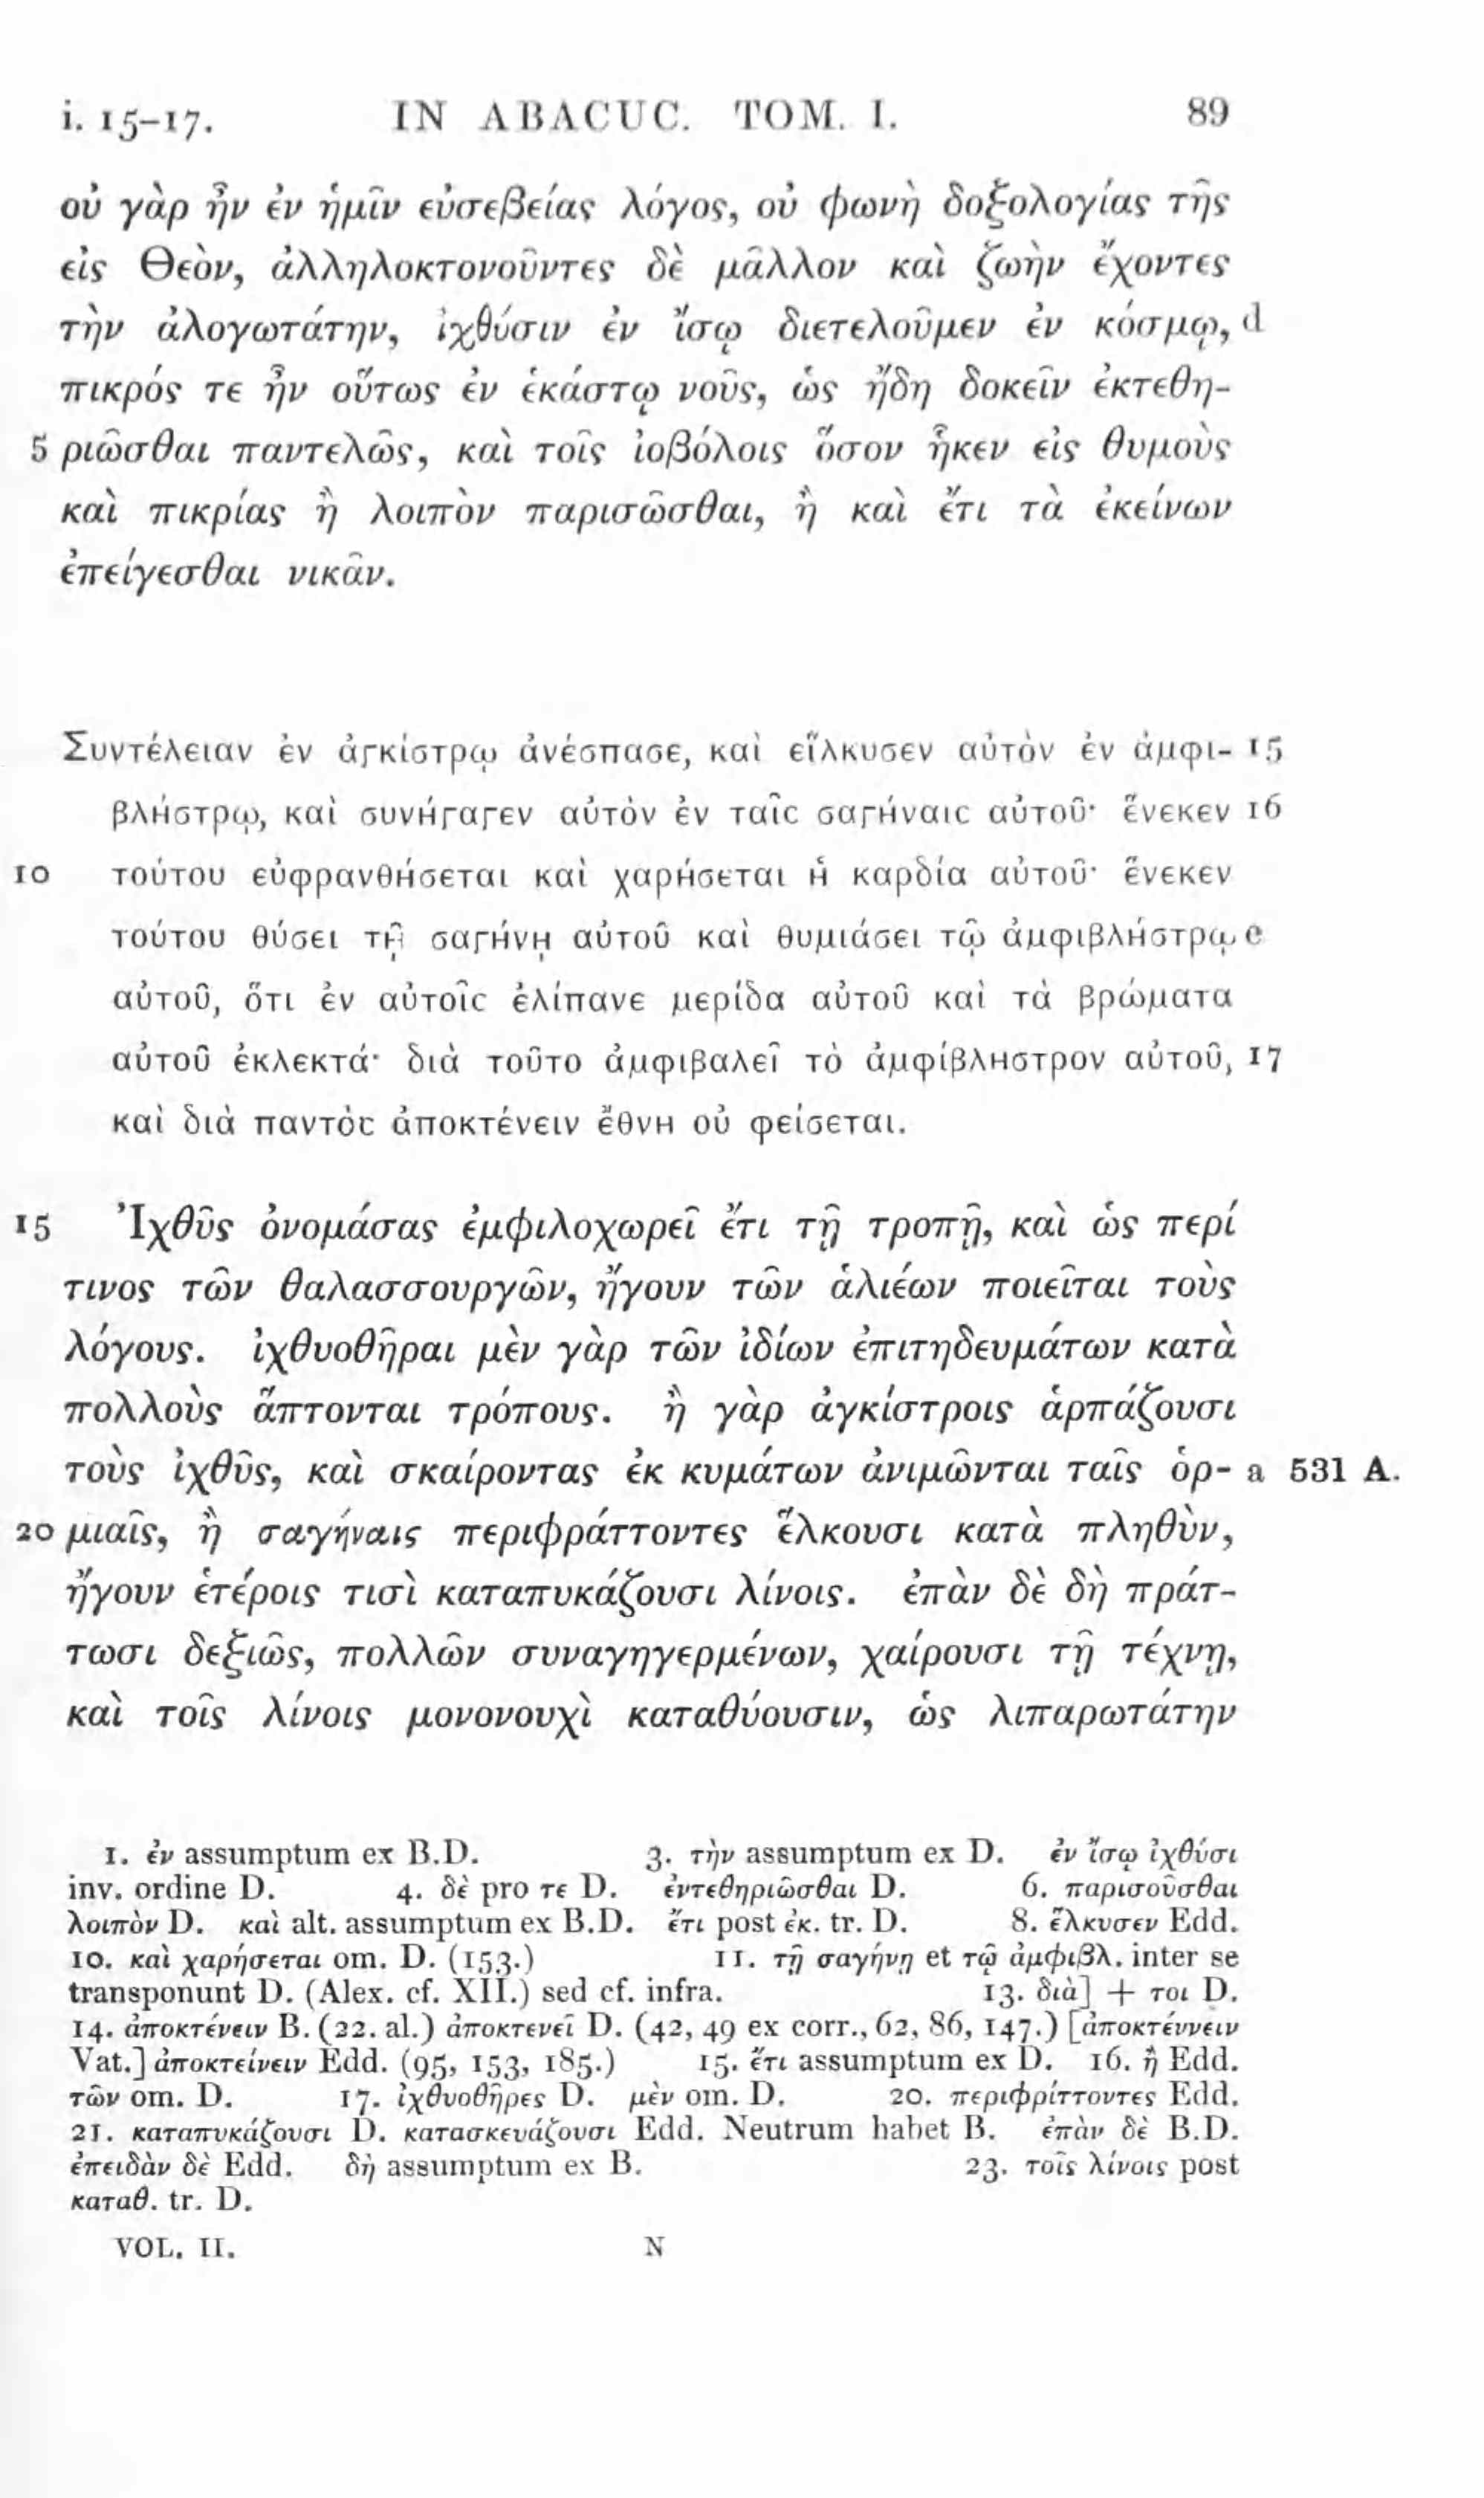 i. 15-17. IN ABACUC. TOM. I. 89
οὐ γὰρ ἦν ἐν ἡμῖν εὐσεβείας λόγος, οὐ φωνὴ δοξολογίας τῆς
εἰς Θεὸν, ἀλληλοκτονοῦντες δὲ μᾶλλον καὶ ζωὴν ἔχοντες
τὴν ἀλογωτάτην, ἰχθύσιν ἐν ἴσῳ διετελοῦμεν ἐν κόσμῳ, d
πικρός τε ἦν οὕτως ἐν ἑκάστῳ νοῦς, ὡς ἤδη δοκεῖν ἐκτεθη-
5 ριῶσθαι παντελῶς, καὶ τοῖς ἰοβόλοις ὅσον ἧκεν εἰς θυμοὺς
καὶ πικρίας ἢ λοιπὸν παρισῶσθαι, ἢ καὶ ἔτι τὰ ἐκείνων
ἐπείγεσθαι νικᾶν.
Συντέλειαν ἐν ἀγκίστρῳ ἀνέσπασε, καὶ εἵλκυσεν αὐτὸν ἐν ἀμφι- 15
βλήστρῳ, καὶ συνήγαγεν αὐτὸν ἐν ταῖς σαγήναις αὐτοῦ· ἕνεκεν 16
10 τούτου εὐφρανθήσεται καὶ χαρήσεται ἡ καρδία αὐτοῦ· ἕνεκεν
τούτου θύσει τῇ σαγήνῃ αὐτοῦ καὶ θυμιάσει τῷ ἀμφιβλήστρῳ e
αὐτοῦ, ὅτι ἐν αὐτοῖς ἐλίπανε μερίδα αὐτοῦ καὶ τὰ βρώματα
αὐτοῦ ἐκλεκτά· διὰ τοῦτο ἀμφιβαλεῖ τὸ ἀμφίβληστρον αὐτοῦ, 17
καὶ διὰ παντὸς ἀποκτένειν ἔθνη οὐ φείσεται.
15 Ἰχθῦς ὀνομάσας ἐμφιλοχωρεῖ ἔτι τῇ τροπῇ, καὶ ὡς περί
τινος τῶν θαλασσουργῶν, ἤγουν τῶν ἁλιέων ποιεῖται τοὺς
λόγους. ἰχθυοθῆραι μὲν γὰρ τῶν ἰδίων ἐπιτηδευμάτων κατὰ
πολλοὺς ἅπτονται τρόπους. ἢ γὰρ ἀγκίστροις ἁρπάζουσι
τοὺς ἰχθῦς, καὶ σκαίροντας ἐκ κυμάτων ἀνιμῶνται ταῖς ὁρ- a 531 A.
20 μιαῖς, ἢ σαγήναις περιφράττοντες ἕλκουσι κατὰ πληθὺν,
ἤγουν ἑτέροις τισὶ καταπυκάζουσι λίνοις. ἐπὰν δὲ δὴ πράτ-
τωσι δεξιῶς, πολλῶν συναγηγερμένων, χαίρουσι τῇ τέχνῃ,
καὶ τοῖς λίνοις μονονουχὶ καταθύουσιν, ὡς λιπαρωτάτην
1. ἐν assumptum ex B.D. 3. τὴν assumptum ex D. ἐν ἴσῳ ἰχθύσι
inv. ordine D. 4. δὲ pro τε D. ἐντεθηριῶσθαι D. 6. παρισοῦσθαι
λοιπὸν D. καὶ alt. assumptum ex B.D. ἔτι post ἐκ. tr. D. 8. ἕλκυσεν Edd.
10. καὶ χαρήσεται om. D. (153.) 11. τῇ σαγήνῃ et τῷ ἀμφιβλ. inter se
transponunt D. (Alex. cf. XII.) sed cf. infra. 13. διὰ] + τοι D.
14. ἀποκτένειν B. (22. al.) ἀποκτενεῖ D. (42, 49 ex corr., 62, 86, 147.) [ἀποκτέννειν
Vat.] ἀποκτείνειν Edd. (95, 153, 185.) 15. ἔτι assumptum ex D. 16. ἢ Edd.
τῶν om. D. 17. ἰχθυοθῆρες D. μὲν om. D. 20. περιφρίττοντες Edd.
21. καταπυκάζουσι D. κατασκευάζουσι Edd. Neutrum habet B. ἐπὰν δὲ B.D.
ἐπειδὰν δὲ Edd. δὴ assumptum ex B. 23. τοῖς λίνοις post
καταθ. tr. D.
VOL. II. N